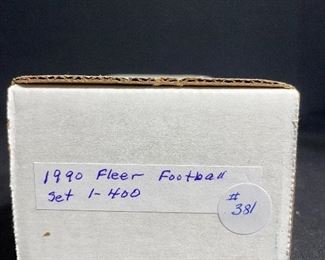 1990 Fleer Football
set 1-400
#
381